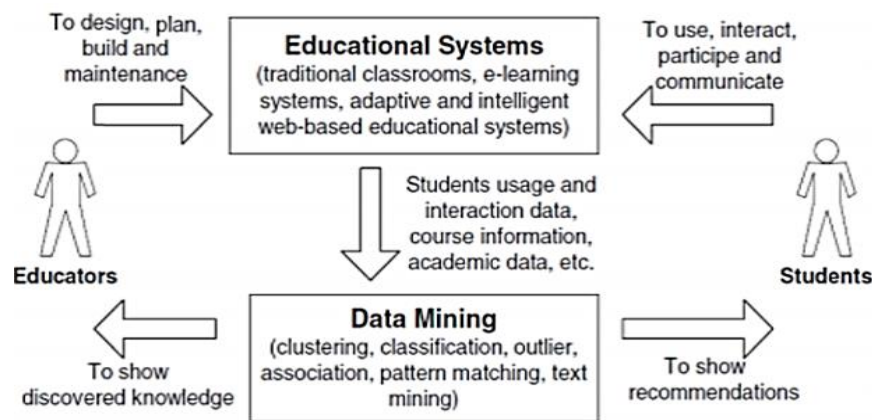 To design, plan,
build and
maintenance
Educational Systems
(traditional classrooms, e-learning
systems, adaptive and intelligent
web-based educational systems)
To use, interact,
participe and
communicate
Students usage and
interaction data,
course information,
academic data, etc.
Educators
Students
Data Mining
(clustering, classification, outlier,
association, pattern matching, text
mining)
To show
discovered knowledge
To show
recommendations